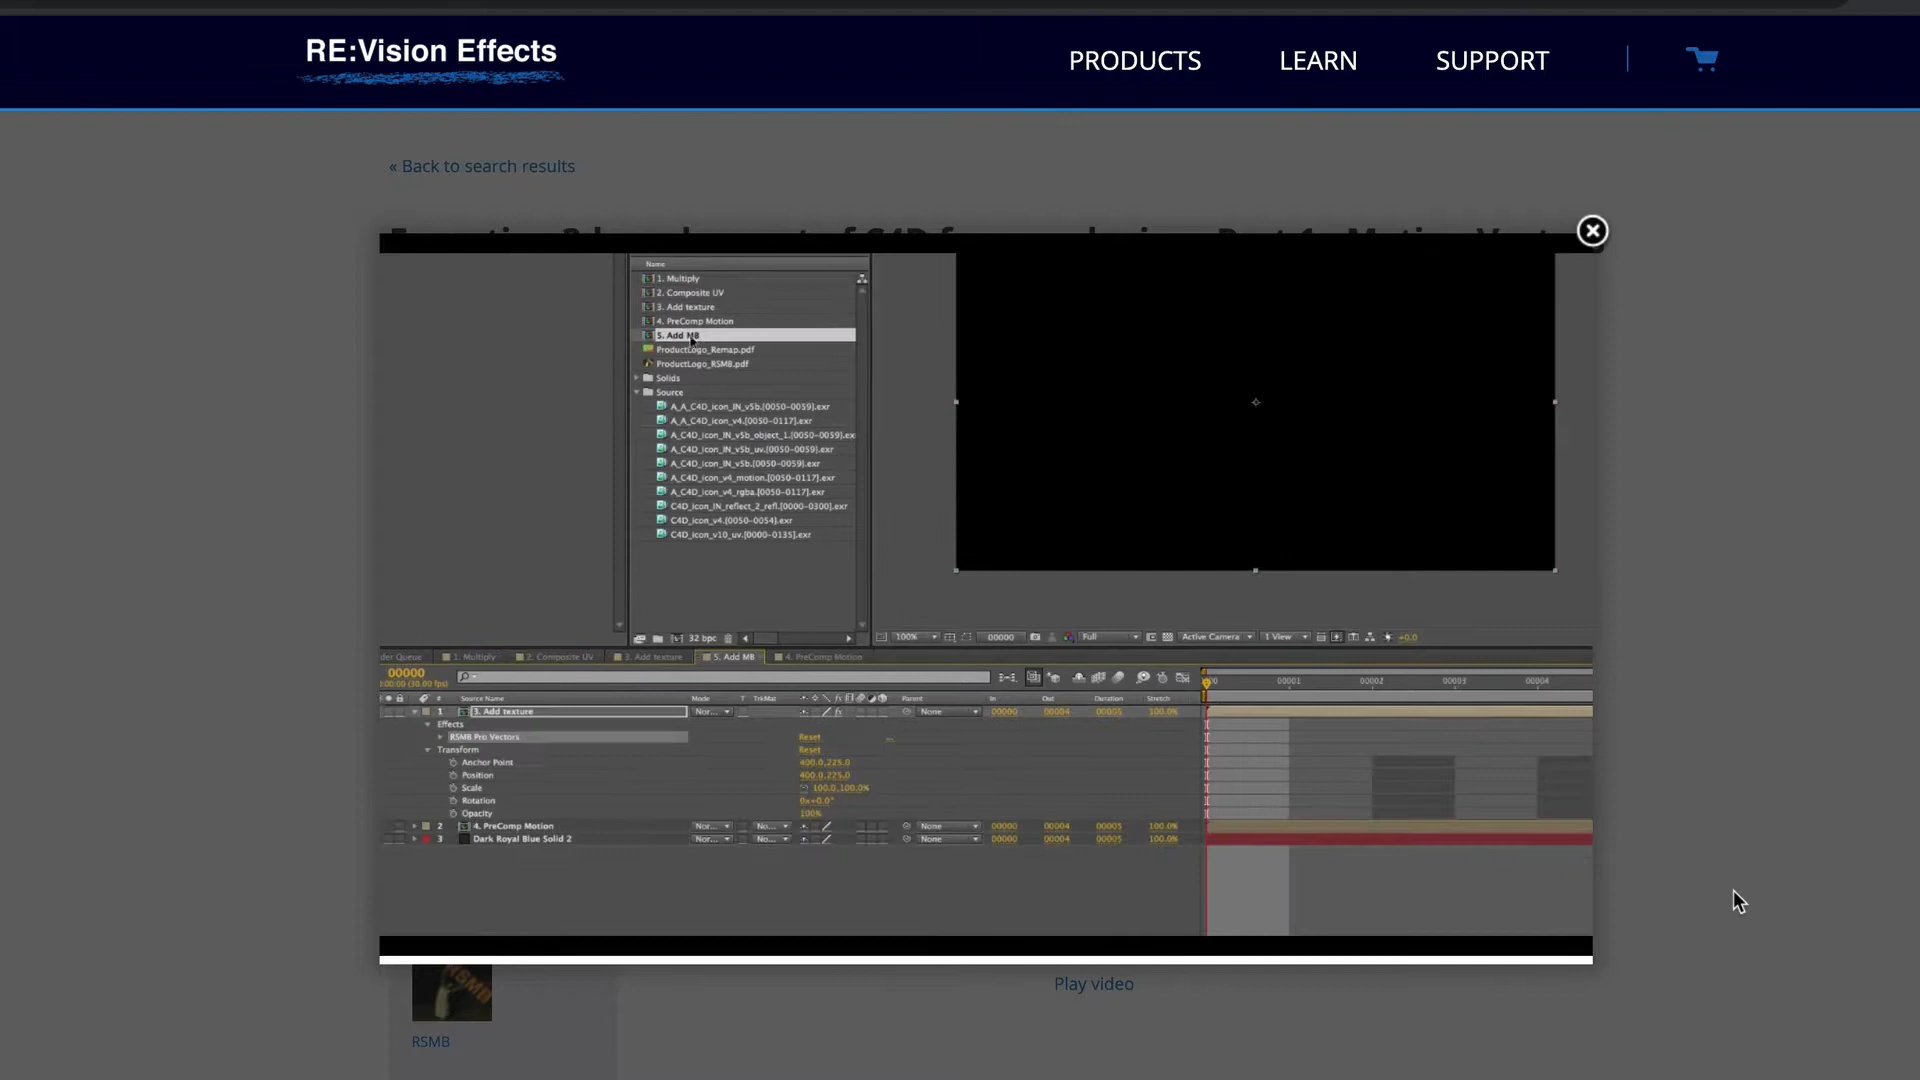 RE:Vision Effects
PRODUCTS LEARN SUPPORT
« Back to search results
Name
1. Multiply
2. Composite UV
3. Add texture
4. PreComp Motion
5. Add MB
ProductLogo_Remap.pdf
ProductLogo_RSMB.pdf
Solids
Source
A_A_C4D_icon_IN_v5b.[0050-0059].exr
A_A_C4D_icon_v4.[0050-0117].exr
A_C4D_icon_IN_v5b_object_1.[0050-0059].ex
A_C4D_icon_IN_v5b_uv.[0050-0059].exr
A_C4D_icon_IN_v5b.[0050-0059].exr
A_C4D_icon_v4_motion.[0050-0117].exr
A_C4D_icon_v4_rgba.[0050-0117].exr
C4D_icon_IN_reflect_2_refl.[0000-0300].exr
C4D_icon_v4.[0050-0054].exr
C4D_icon_v10_uv.[0000-0135].exr
32 bpc
100% 00000 Full Active Camera 1 View +0.0
der Queue 1. Multiply 2. Composite UV 3. Add texture 5. Add MB 4. PreComp Motion
00000
0:00:00 (30.00 fps)
00001 00002 00003 00004
# Source Name Mode T TrkMat Parent In Out Duration Stretch
1 3. Add texture Nor... None 00000 00004 00005 100.0%
Effects
RSMB Pro Vectors Reset
Transform Reset
Anchor Point 400.0,225.0
Position 400.0,225.0
Scale 100.0,100.0%
Rotation 0x+0.0°
Opacity 100%
2 4. PreComp Motion Nor... No... None 00000 00004 00005 100.0%
3 Dark Royal Blue Solid 2 Nor... No... None 00000 00004 00005 100.0%
Play video
RSMB